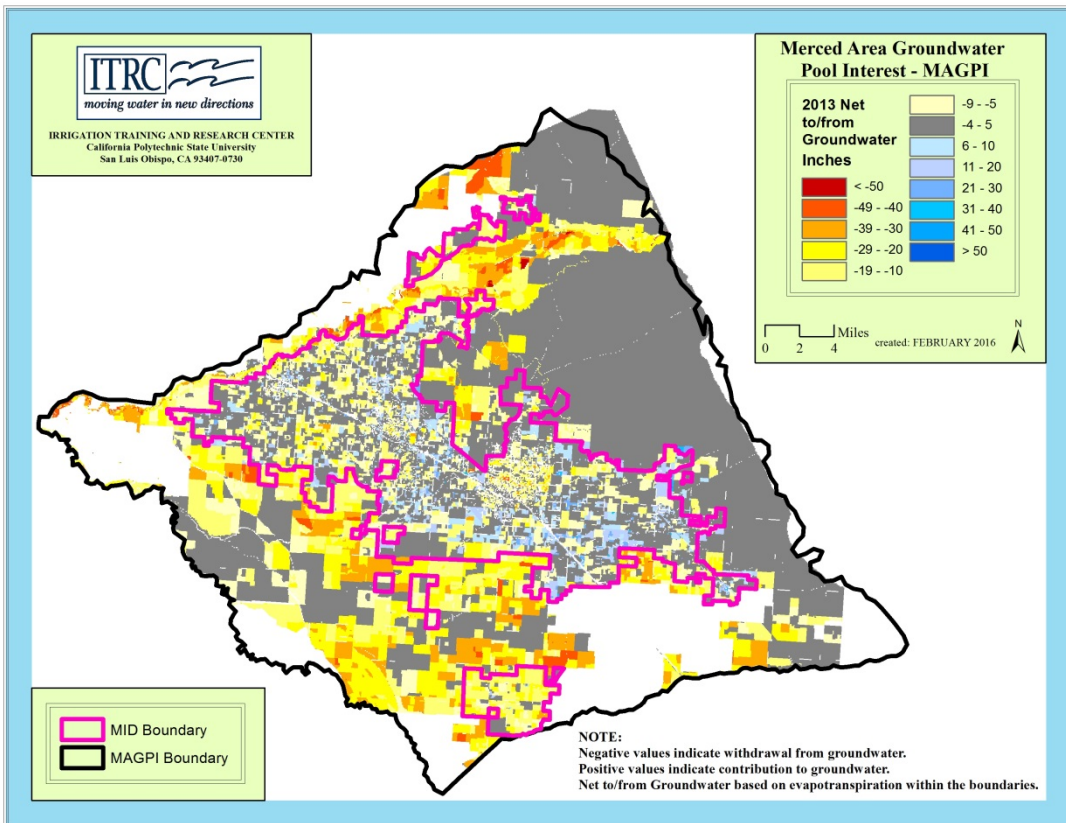 ITRC
moving water in new directions
IRRIGATION TRAINING AND RESEARCH CENTER
California Polytechnic State University
San Luis Obispo, CA 93407-0730
Merced Area Groundwater
Pool Interest - MAGPI
2013 Net
to/from
Groundwater
Inches
< -50
-49 - -40
-39 - -30
-29 - -20
-19 - -10
-9 - -5
-4 - 5
6 - 10
11 - 20
21 - 30
31 - 40
41 - 50
> 50
Miles
0 2 4
created: FEBRUARY 2016
N
MID Boundary
MAGPI Boundary
NOTE:
Negative values indicate withdrawal from groundwater.
Positive values indicate contribution to groundwater.
Net to/from Groundwater based on evapotranspiration within the boundaries.